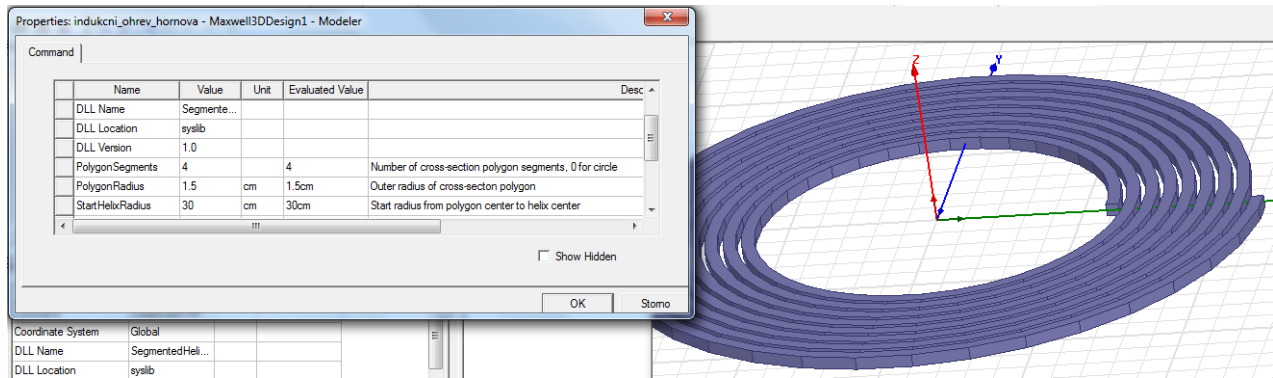 Properties: indukcni_ohrev_hornova - Maxwell3DDesign1 - Modeler
Command
Name Value Unit Evaluated Value Desc
DLL Name Segmente...
DLL Location syslib
DLL Version 1.0
PolygonSegments 4 4 Number of cross-section polygon segments, 0 for circle
PolygonRadius 1.5 cm 1.5cm Outer radius of cross-secton polygon
StartHelixRadius 30 cm 30cm Start radius from polygon center to helix center
Show Hidden
OK Storno
Coordinate System Global
DLL Name SegmentedHeli...
DLL Location syslib
Z
Y